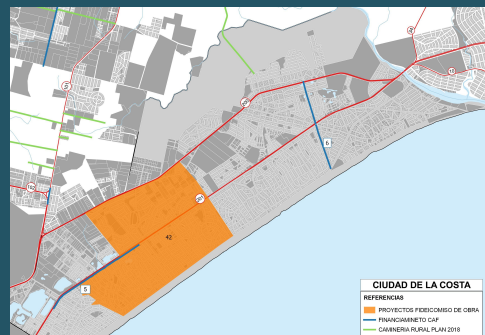 6
42
5
CIUDAD DE LA COSTA
REFERENCIAS
PROYECTOS FIDEICOMISO DE OBRA
FINANCIAMINETO CAF
CAMINERIA RURAL PLAN 2018